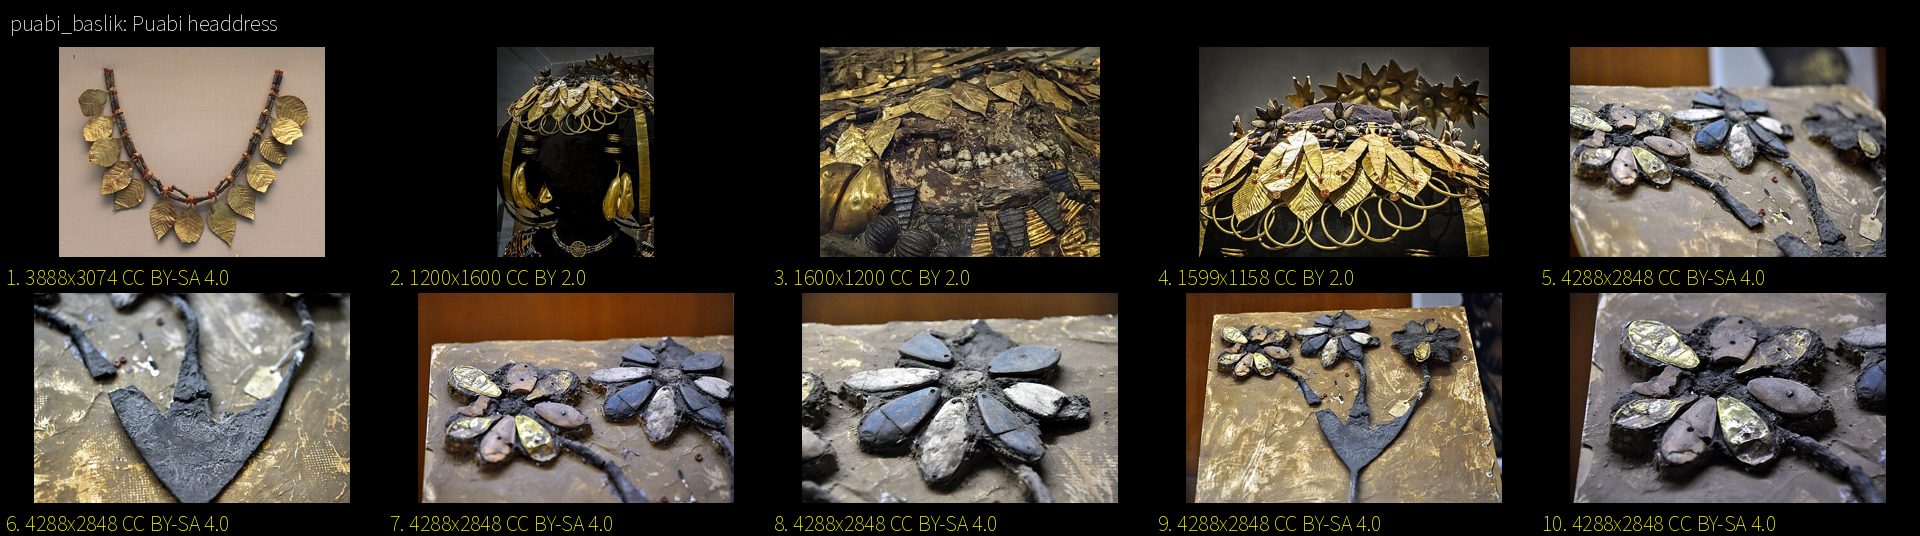 puabi_baslik: Puabi headdress
1. 3888x3074 CC BY-SA 4.0
2. 1200x1600 CC BY 2.0
3. 1600x1200 CC BY 2.0
4. 1599x1158 CC BY 2.0
5. 4288x2848 CC BY-SA 4.0
6. 4288x2848 CC BY-SA 4.0
7. 4288x2848 CC BY-SA 4.0
8. 4288x2848 CC BY-SA 4.0
9. 4288x2848 CC BY-SA 4.0
10. 4288x2848 CC BY-SA 4.0